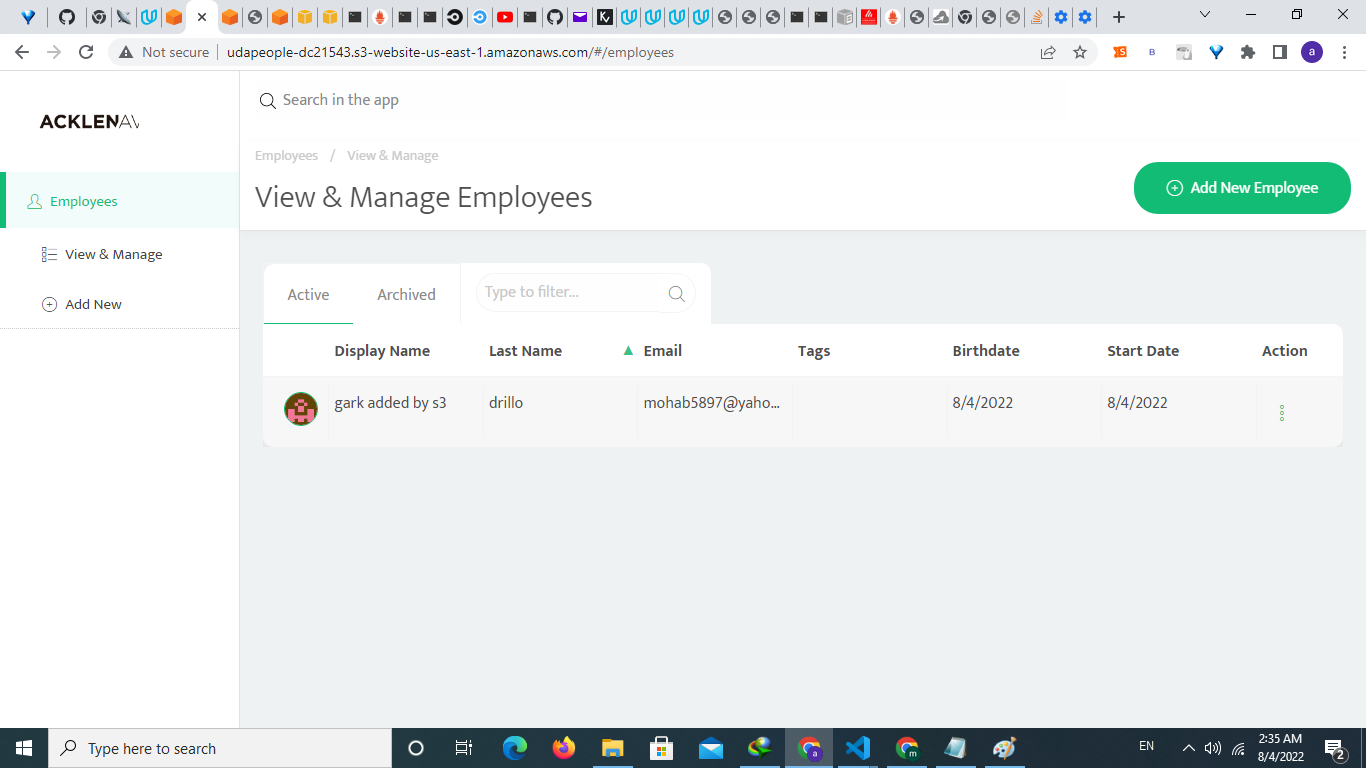 Not secure
udapeople-dc21543.s3-website-us-east-1.amazonaws.com/#/employees
B
a
ACKLENAV
Search in the app
Employees / View & Manage
View & Manage Employees
Add New Employee
Employees
View & Manage
Add New
Active
Archived
Type to filter...
Display Name
Last Name
Email
Tags
Birthdate
Start Date
Action
gark added by s3
drillo
mohab5897@yaho...
8/4/2022
8/4/2022
Type here to search
a
m
EN
2:35 AM
8/4/2022
2